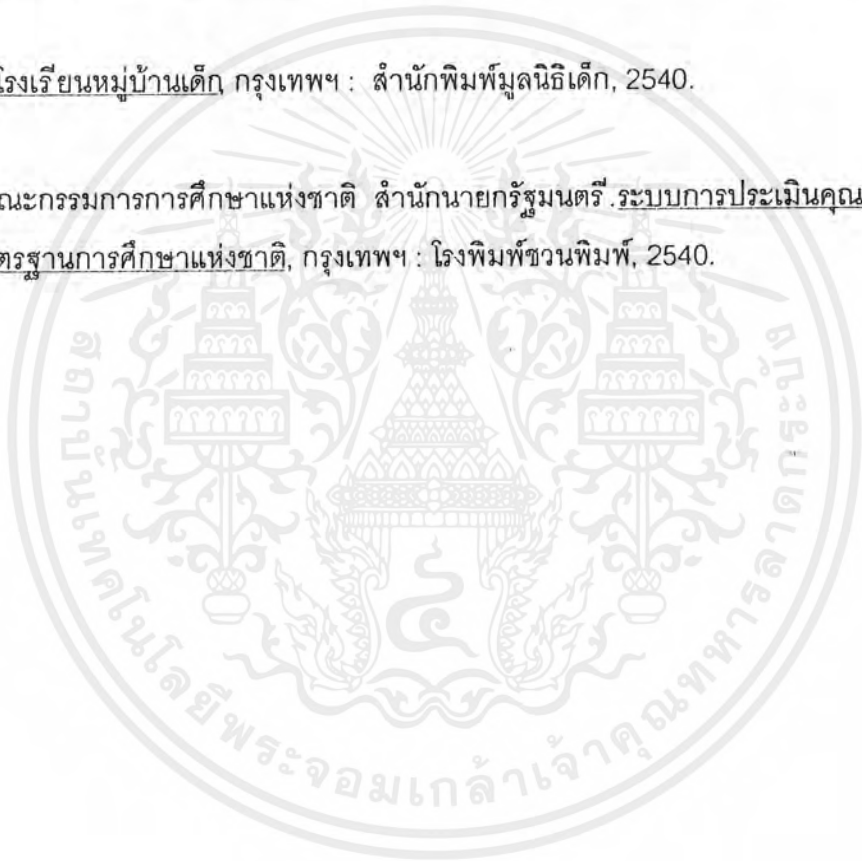 โรงเรียนหมู่บ้านเด็ก, กรุงเทพฯ : สำนักพิมพ์มูลนิธิเด็ก, 2540.
ณะกรรมการการศึกษาแห่งชาติ สำนักนายกรัฐมนตรี.ระบบการประเมินคุณ
ตรฐานการศึกษาแห่งชาติ, กรุงเทพฯ : โรงพิมพ์ชวนพิมพ์, 2540.
สถาบันเทคโนโลยีพระจอมเกล้าเจ้าคุณทหารลาดกระบัง